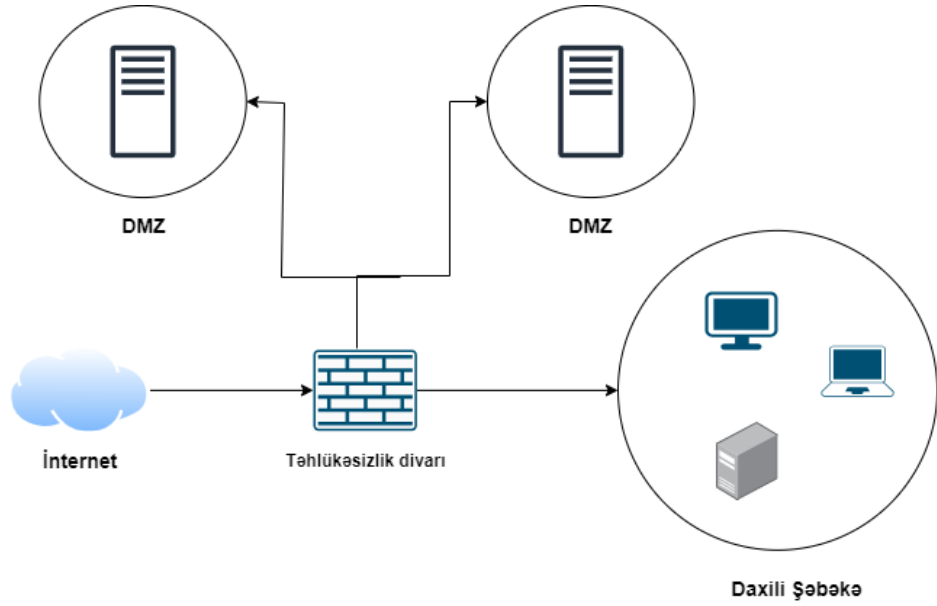 DMZ
DMZ
İnternet
Təhlükəsizlik divarı
Daxili Şəbəkə